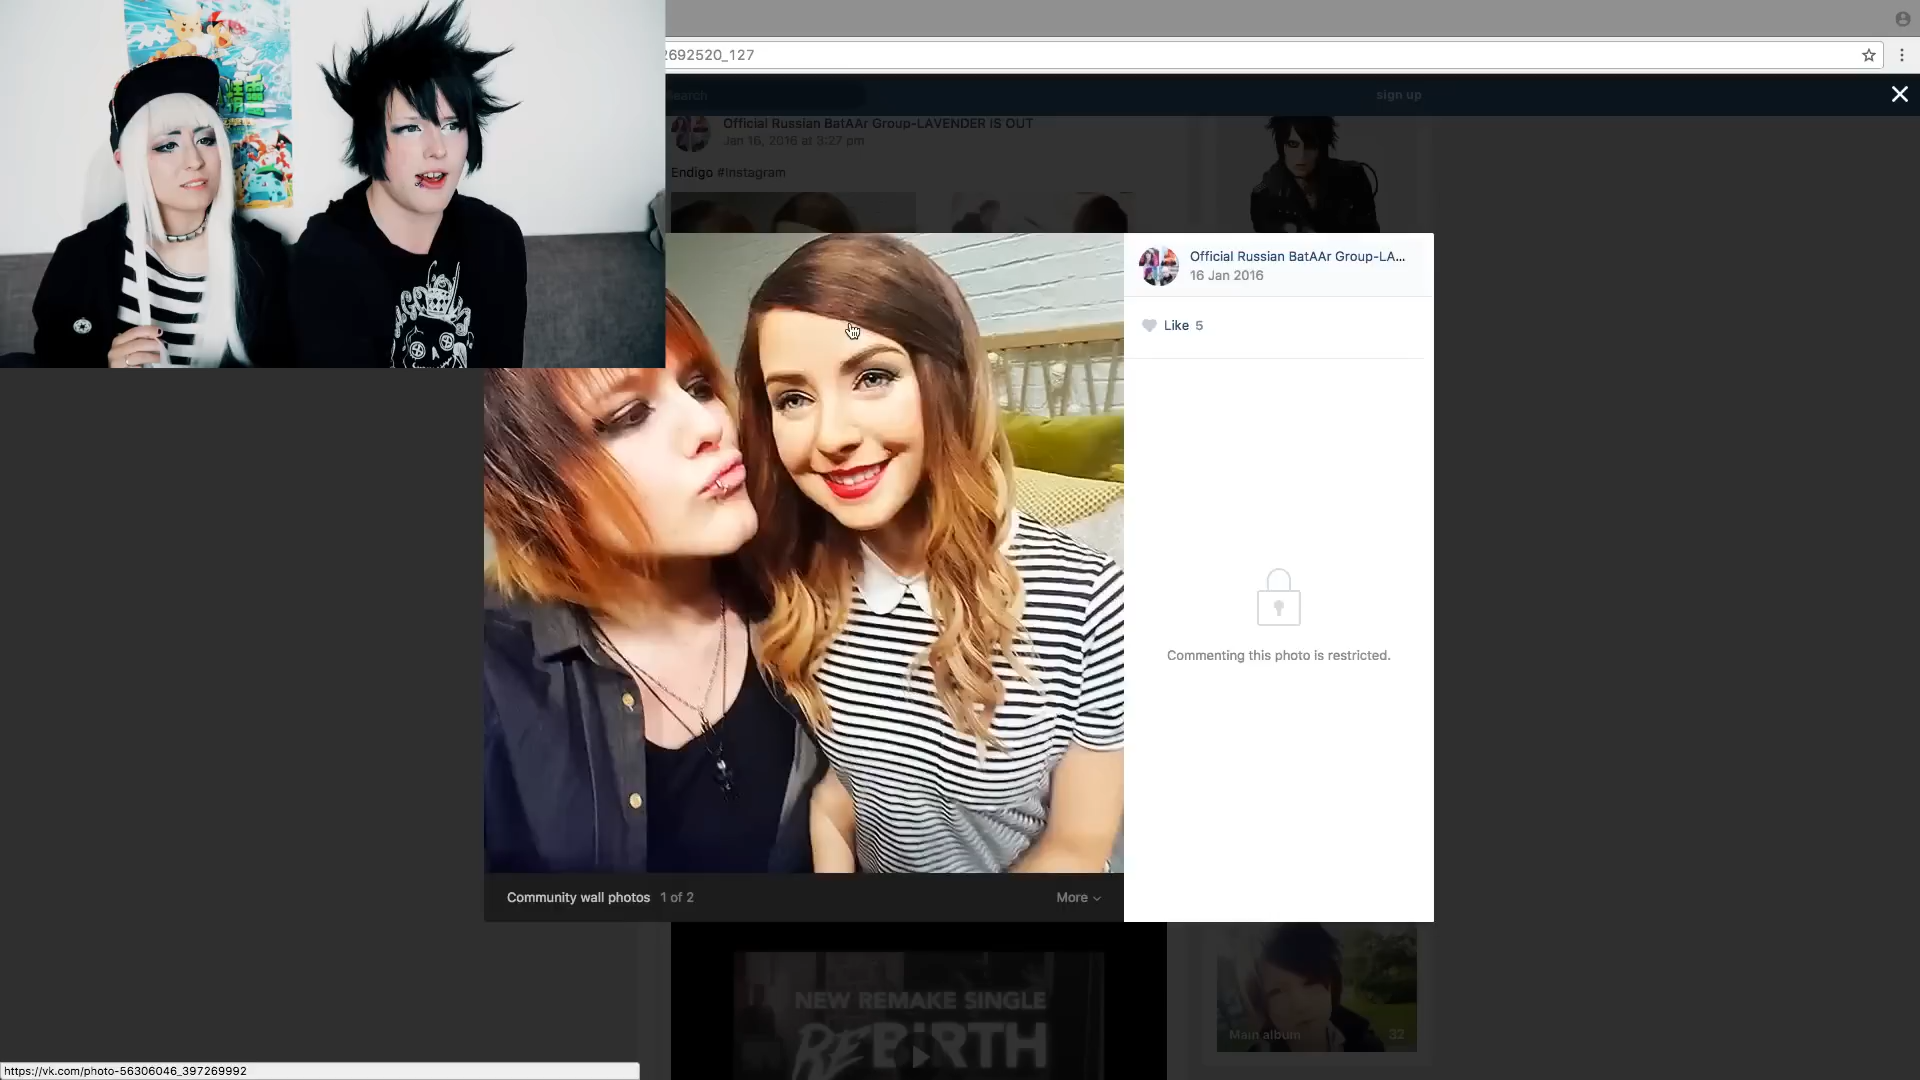 2692520_127
Search
sign up
Official Russian BatAAr Group-LAVENDER IS OUT
Jan 16, 2016 at 3:27 pm
Endigo #Instagram
Official Russian BatAAr Group-LA...
16 Jan 2016
Like 5
Commenting this photo is restricted.
Community wall photos 1 of 2
More
NEW REMAKE SINGLE
REBiRTH
Main album 32
https://vk.com/photo-56306046_397269992